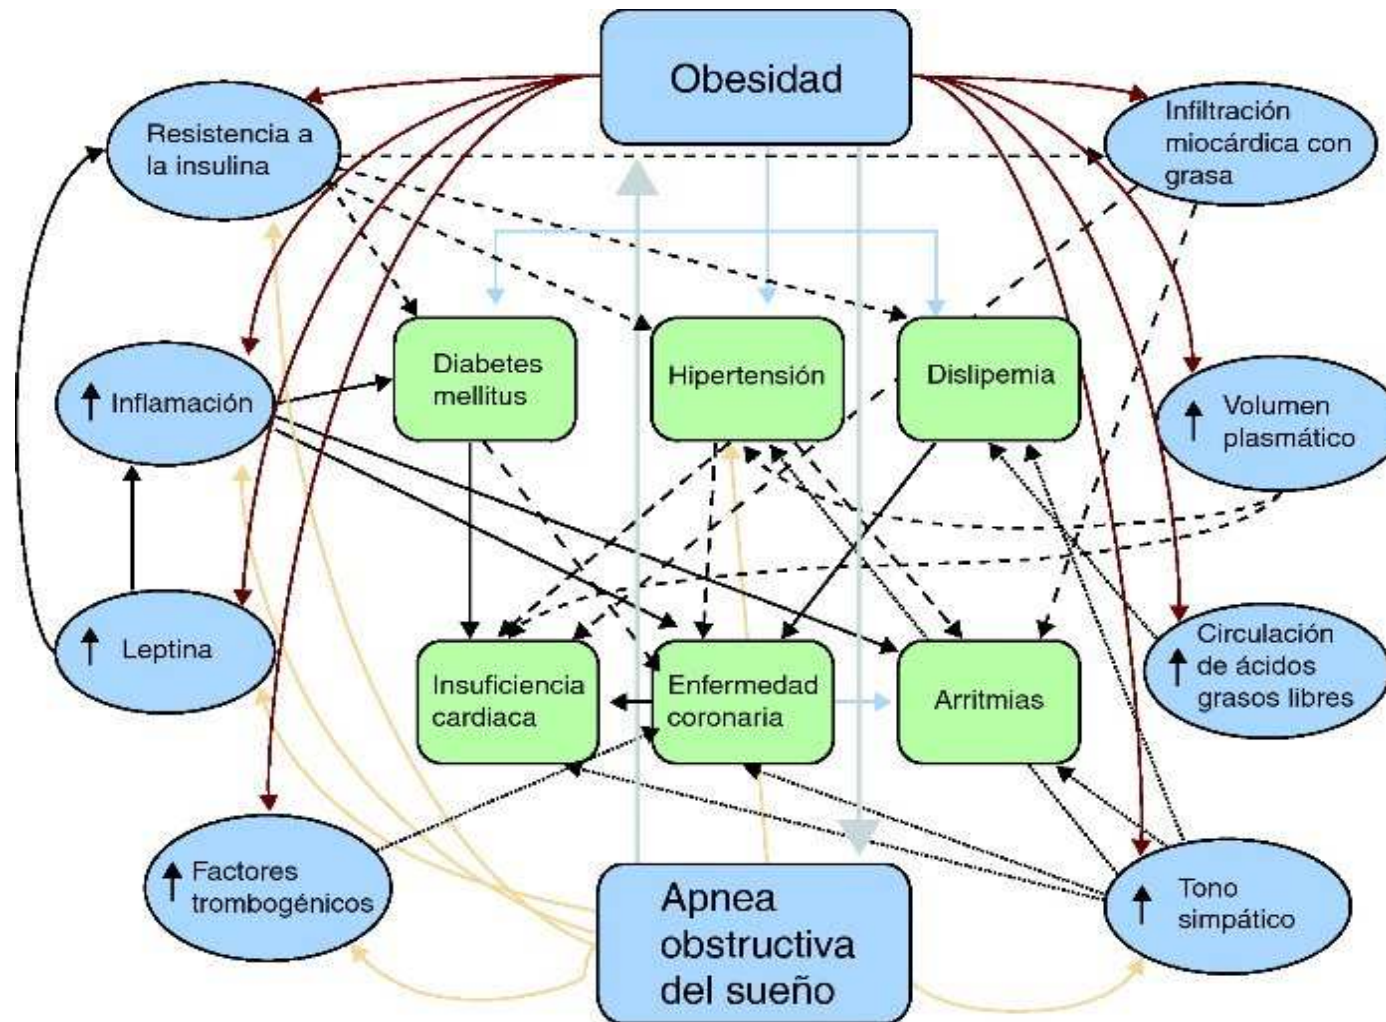 Obesidad
Resistencia a
la insulina
Infiltración
miocárdica con
grasa
Diabetes
mellitus
Hipertensión
Dislipemia
Inflamación
Volumen
plasmático
Leptina
Insuficiencia
cardiaca
Enfermedad
coronaria
Arritmias
Circulación
de ácidos
grasos libres
Factores
trombogénicos
Apnea
obstructiva
del sueño
Tono
simpático